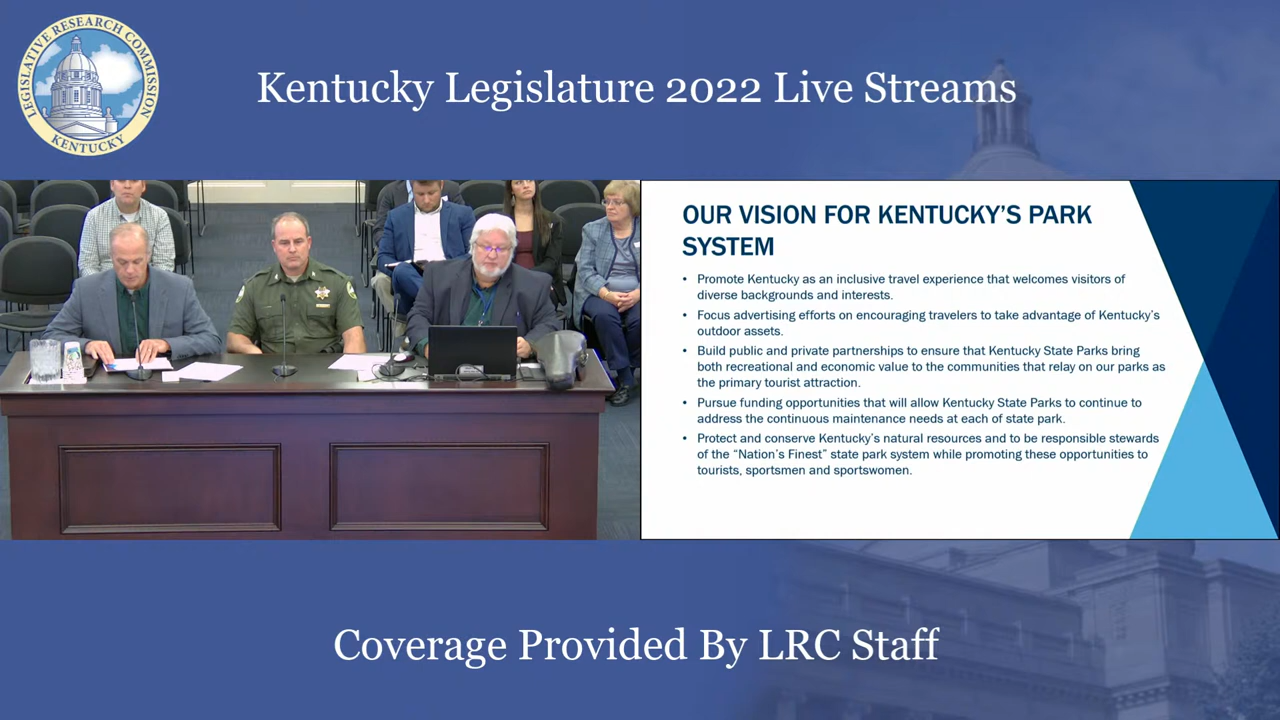 LEGISLATIVE RESEARCH COMMISSION
KENTUCKY
Kentucky Legislature 2022 Live Streams
OUR VISION FOR KENTUCKY'S PARK
SYSTEM
• Promote Kentucky as an inclusive travel experience that welcomes visitors of
diverse backgrounds and interests.
• Focus advertising efforts on encouraging travelers to take advantage of Kentucky's
outdoor assets.
• Build public and private partnerships to ensure that Kentucky State Parks bring
both recreational and economic value to the communities that relay on our parks as
the primary tourist attraction.
• Pursue funding opportunities that will allow Kentucky State Parks to continue to
address the continuous maintenance needs at each of state park.
• Protect and conserve Kentucky's natural resources and to be responsible stewards
of the “Nation's Finest” state park system while promoting these opportunities to
tourists, sportsmen and sportswomen.
Coverage Provided By LRC Staff